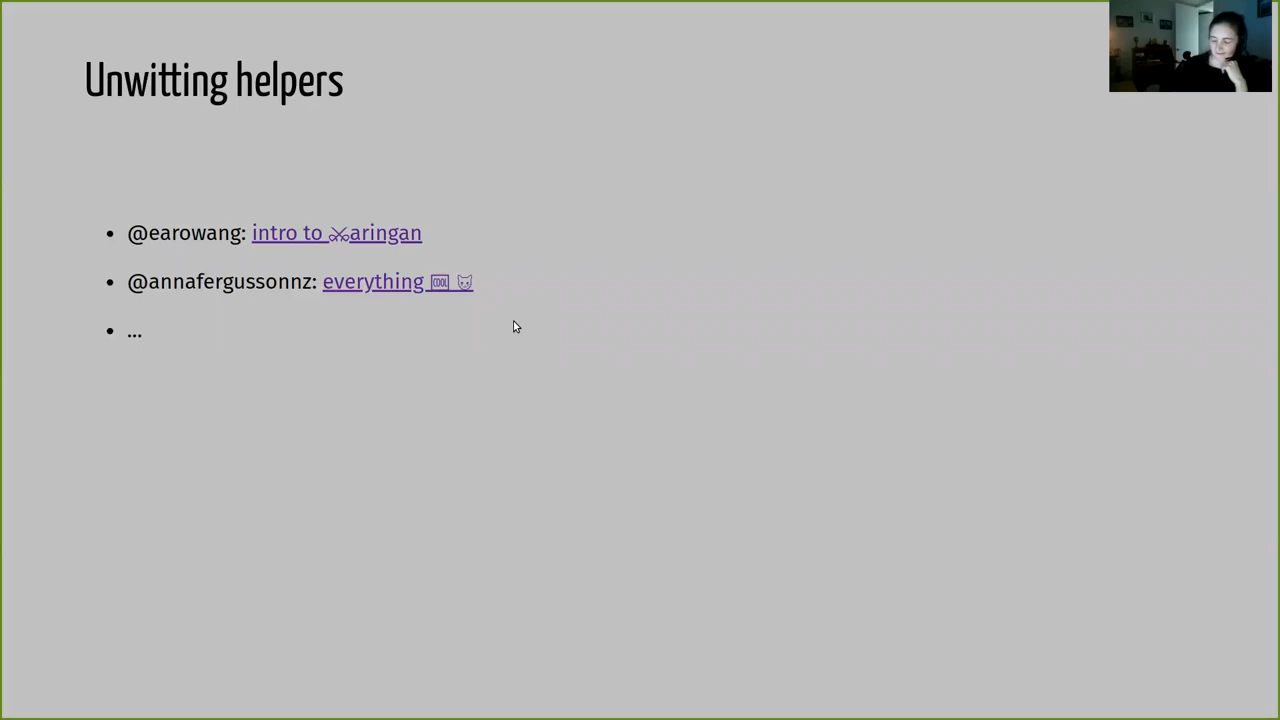 Unwitting helpers
• @earowang: intro to ⚔aringan
• @annafergussonnz: everything 🆒 🐱
• ...